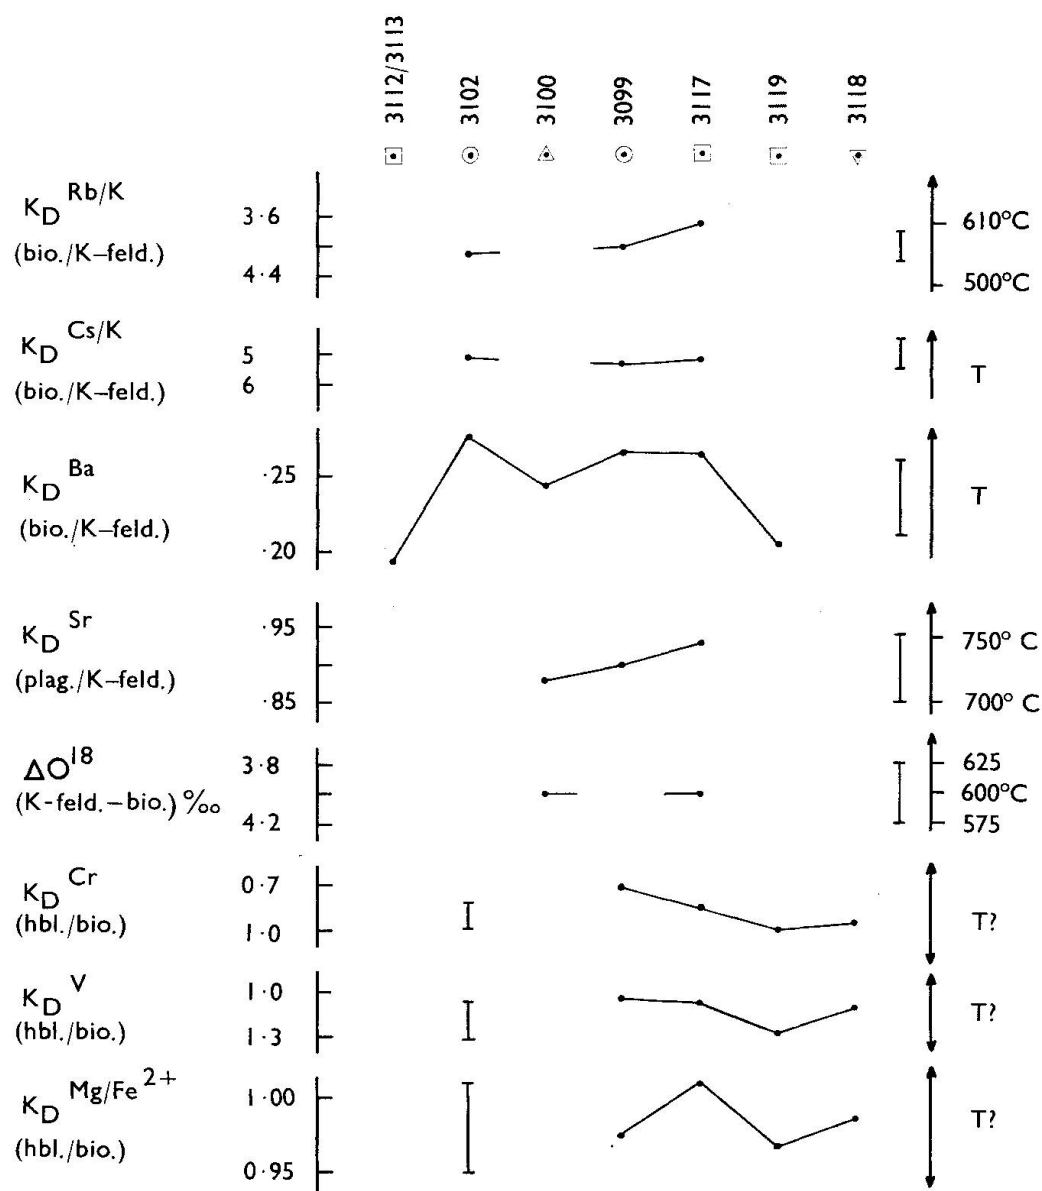 3112/3113
3102
3100
3099
3117
3119
3118
K_D Rb/K
(bio./K–feld.)
3·6
4·4
610°C
500°C
K_D Cs/K
(bio./K–feld.)
5
6
T
K_D Ba
(bio./K–feld.)
·25
·20
T
K_D Sr
(plag./K–feld.)
·95
·85
750° C
700° C
ΔO¹⁸
(K-feld.–bio.) ‰
3·8
4·2
625
600°C
575
K_D Cr
(hbl./bio.)
0·7
1·0
T?
K_D V
(hbl./bio.)
1·0
1·3
T?
K_D Mg/Fe²⁺
(hbl./bio.)
1·00
0·95
T?